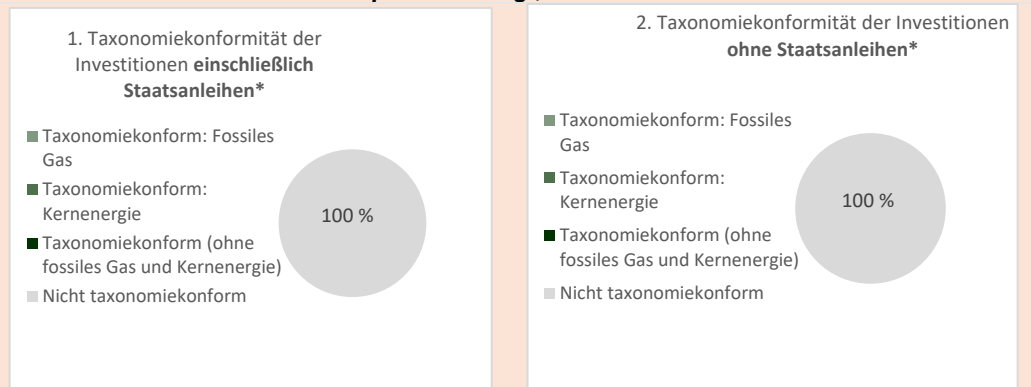 1. Taxonomiekonformität der
Investitionen einschließlich
Staatsanleihen*
Taxonomiekonform: Fossiles
Gas
Taxonomiekonform:
Kernenergie
Taxonomiekonform (ohne
fossiles Gas und Kernenergie)
Nicht taxonomiekonform
100 %
2. Taxonomiekonformität der Investitionen
ohne Staatsanleihen*
Taxonomiekonform: Fossiles
Gas
Taxonomiekonform:
Kernenergie
Taxonomiekonform (ohne
fossiles Gas und Kernenergie)
Nicht taxonomiekonform
100 %